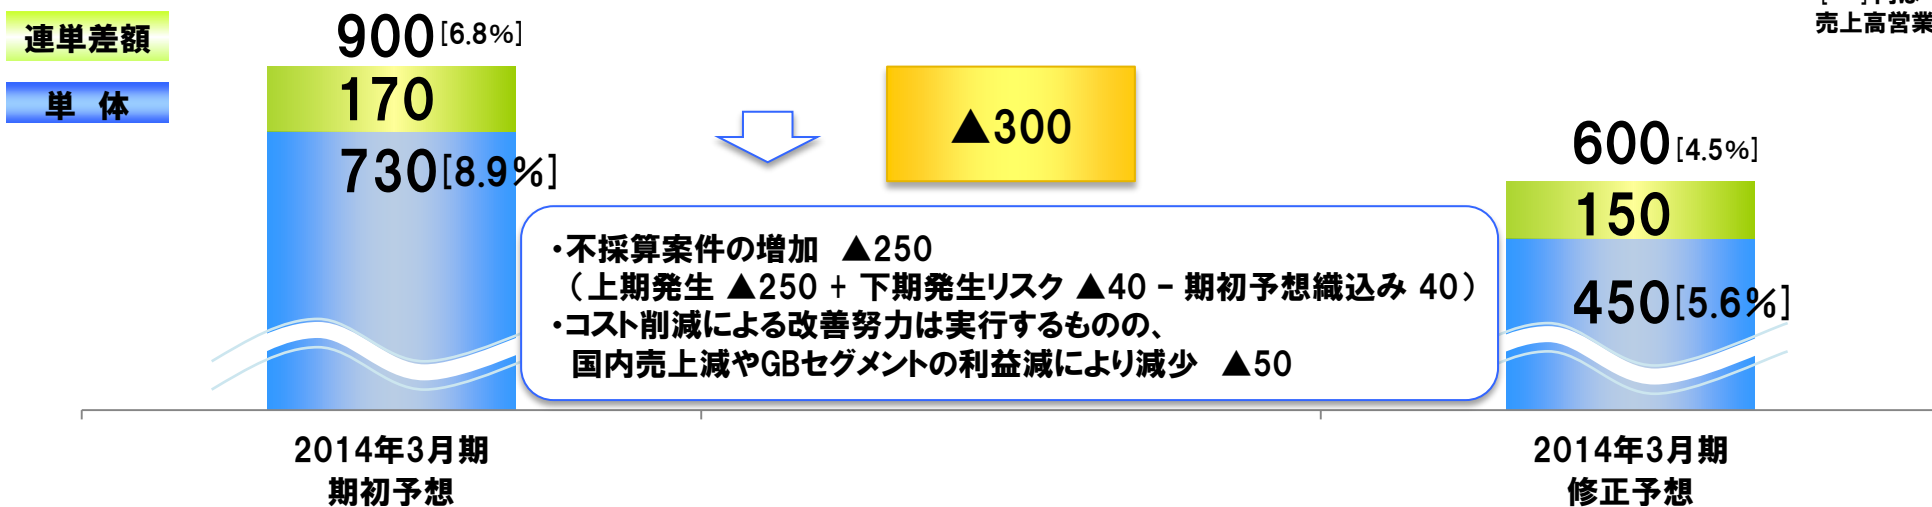 連単差額
単 体
900[6.8%]
170
730[8.9%]
▲300
売上高営業
600[4.5%]
150
450[5.6%]
・不採算案件の増加 ▲250
（上期発生 ▲250 + 下期発生リスク ▲40 - 期初予想織込み 40）
・コスト削減による改善努力は実行するものの、
国内売上減やGBセグメントの利益減により減少 ▲50
2014年3月期
期初予想
2014年3月期
修正予想